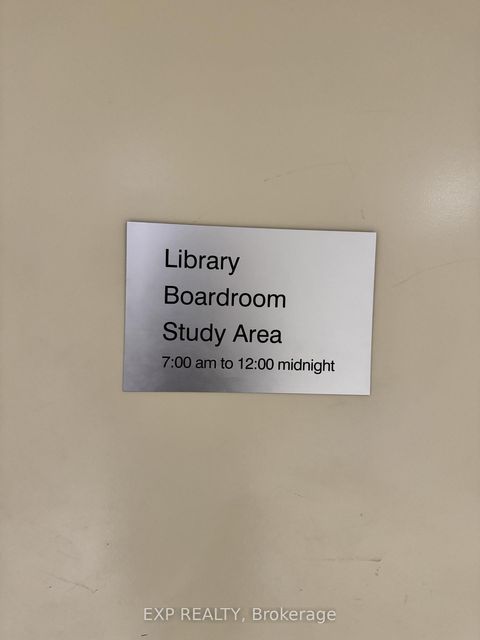 Library
Boardroom
Study Area
7:00 am to 12:00 midnight
EXP REALTY, Brokerage